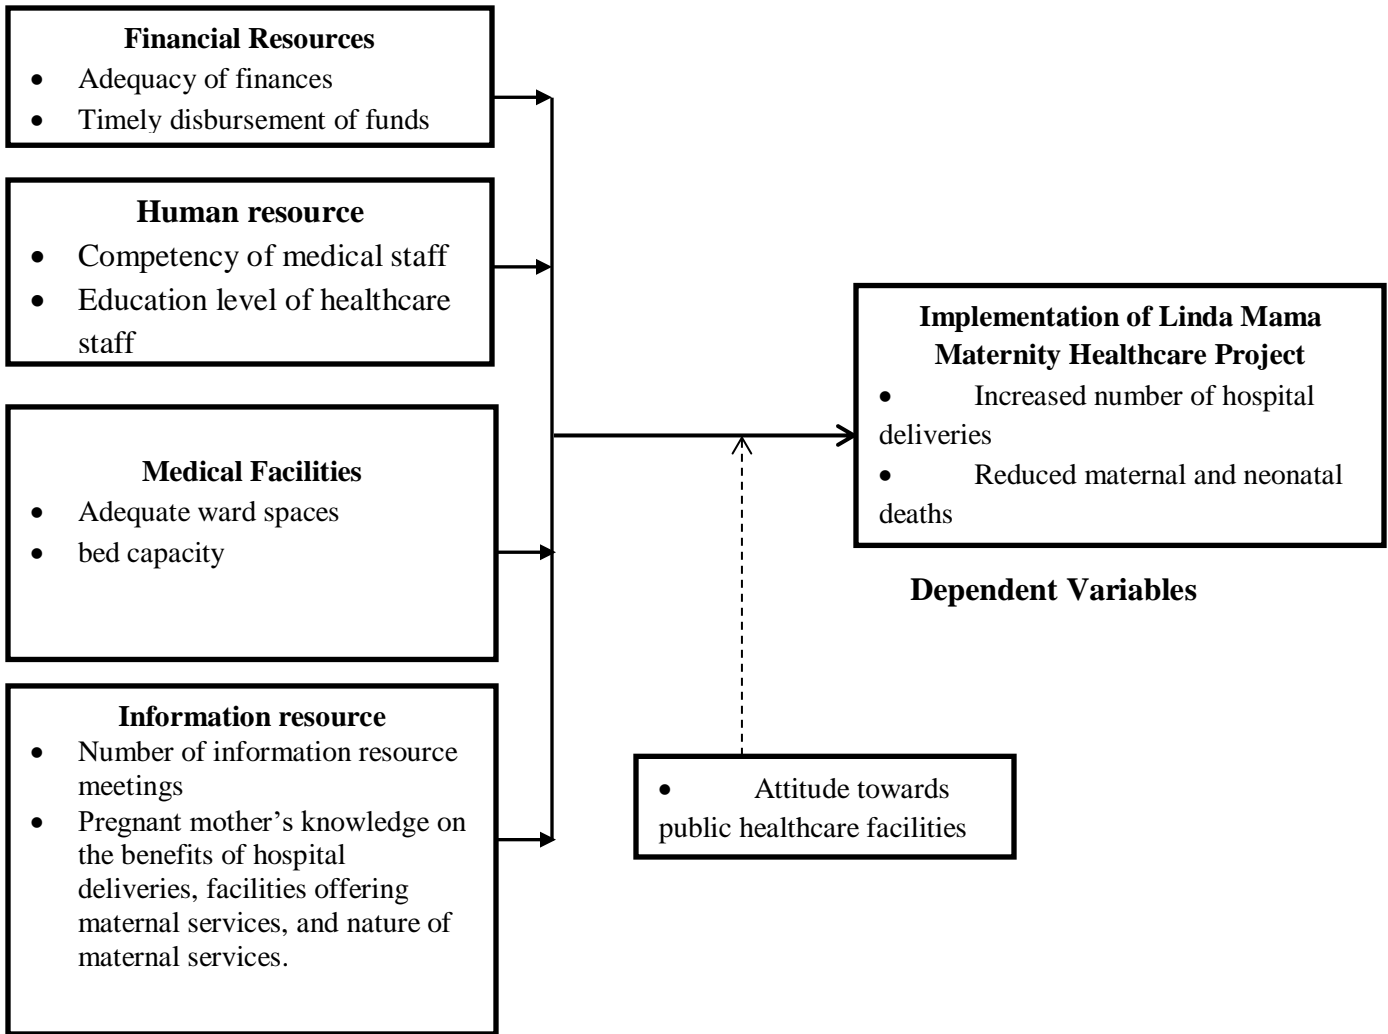 Financial Resources
• Adequacy of finances
• Timely disbursement of funds
Human resource
• Competency of medical staff
• Education level of healthcare
staff
Medical Facilities
• Adequate ward spaces
• bed capacity
Information resource
• Number of information resource
meetings
• Pregnant mother’s knowledge on
the benefits of hospital
deliveries, facilities offering
maternal services, and nature of
maternal services.
Implementation of Linda Mama
Maternity Healthcare Project
• Increased number of hospital
deliveries
• Reduced maternal and neonatal
deaths
Dependent Variables
• Attitude towards
public healthcare facilities